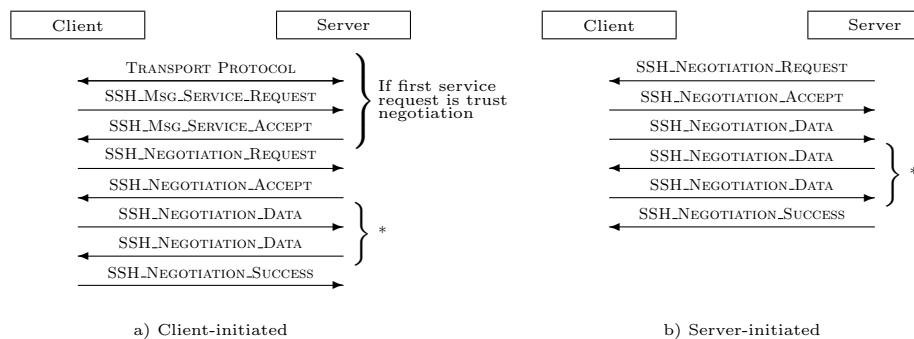 Client
Server
TRANSPORT PROTOCOL
SSH_MSG_SERVICE_REQUEST
SSH_MSG_SERVICE_ACCEPT
If first service
request is trust
negotiation
SSH_NEGOTIATION_REQUEST
SSH_NEGOTIATION_ACCEPT
SSH_NEGOTIATION_DATA
SSH_NEGOTIATION_DATA
*
SSH_NEGOTIATION_SUCCESS
a) Client-initiated
Client
Server
SSH_NEGOTIATION_REQUEST
SSH_NEGOTIATION_ACCEPT
SSH_NEGOTIATION_DATA
SSH_NEGOTIATION_DATA
SSH_NEGOTIATION_DATA
*
SSH_NEGOTIATION_SUCCESS
b) Server-initiated